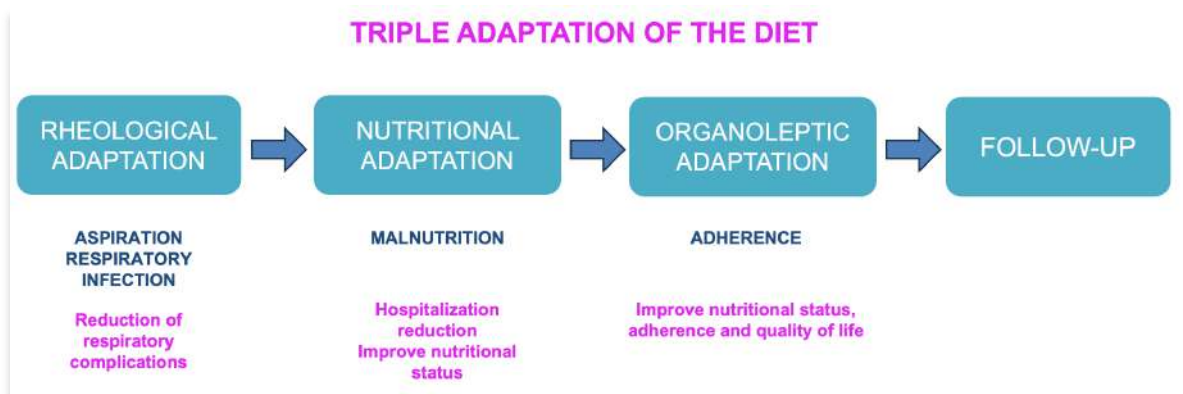 TRIPLE ADAPTATION OF THE DIET
RHEOLOGICAL
ADAPTATION
NUTRITIONAL
ADAPTATION
ORGANOLEPTIC
ADAPTATION
FOLLOW-UP
ASPIRATION
RESPIRATORY
INFECTION
MALNUTRITION
ADHERENCE
Reduction of
respiratory
complications
Hospitalization
reduction
Improve nutritional
status
Improve nutritional status,
adherence and quality of life